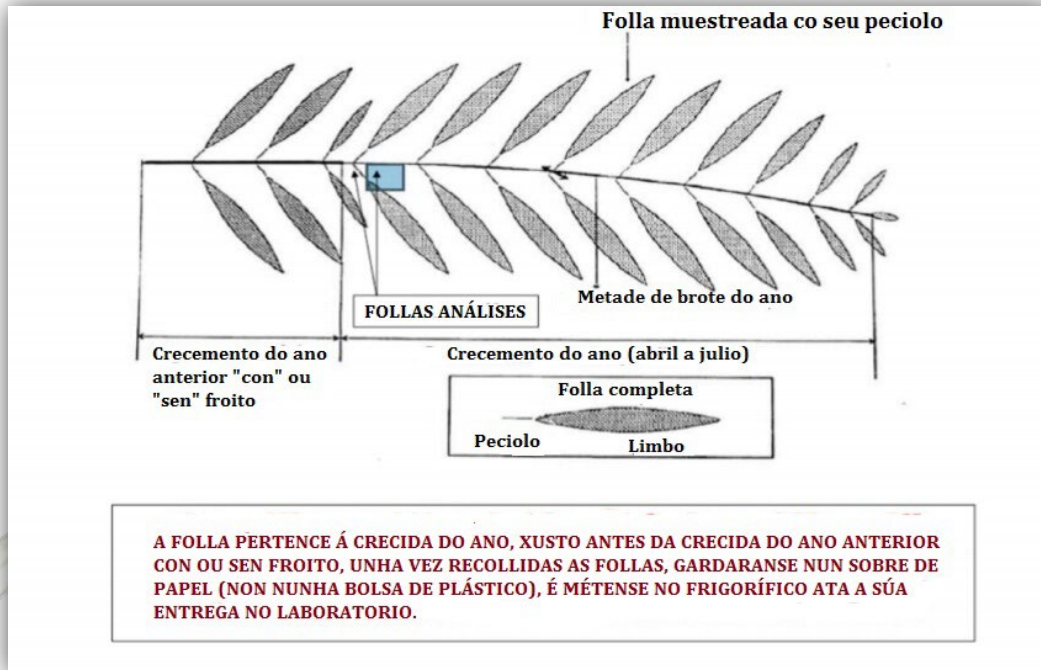 Folla muestreada co seu peciolo
FOLLAS ANÁLISES
Metade de brote do ano
Crecemento do ano
anterior "con" ou
"sen" froito
Crecemento do ano (abril a julio)
Folla completa
Peciolo
Limbo
A FOLLA PERTENCE Á CRECIDA DO ANO, XUSTO ANTES DA CRECIDA DO ANO ANTERIOR
CON OU SEN FROITO, UNHA VEZ RECOLLIDAS AS FOLLAS, GARDARANSE NUN SOBRE DE
PAPEL (NON NUNHA BOLSA DE PLÁSTICO), É MÉTENSE NO FRIGORÍFICO ATA A SÚA
ENTREGA NO LABORATORIO.